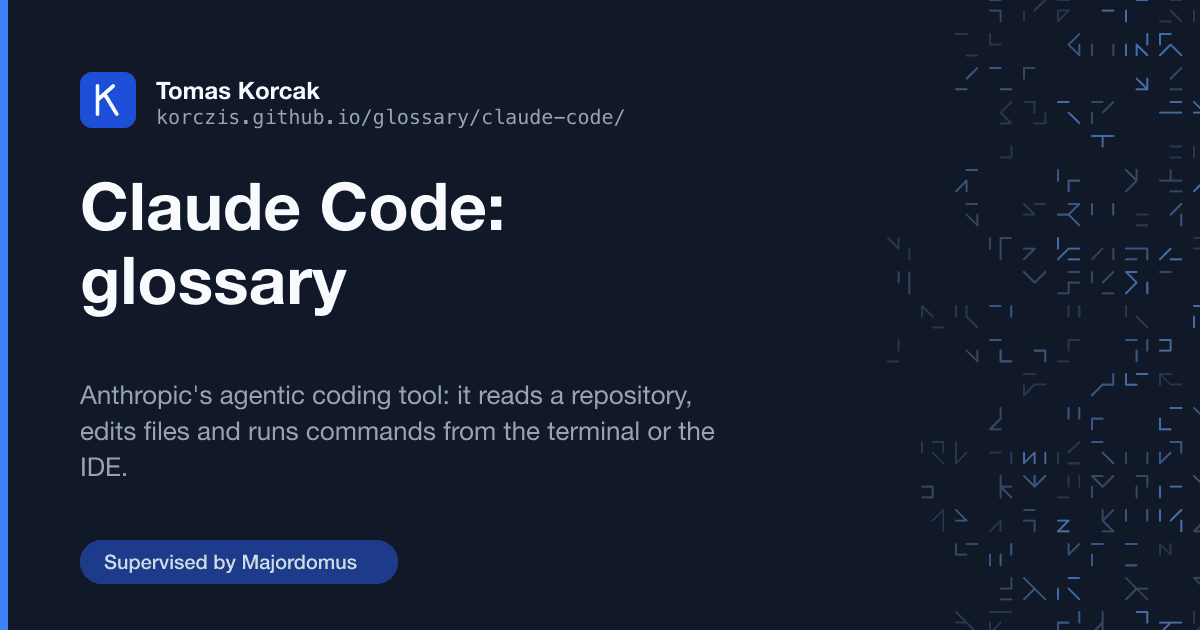 K
Tomas Korcak
korczis.github.io/glossary/claude-code/
Claude Code:
glossary
Anthropic's agentic coding tool: it reads a repository,
edits files and runs commands from the terminal or the
IDE.
Supervised by Majordomus